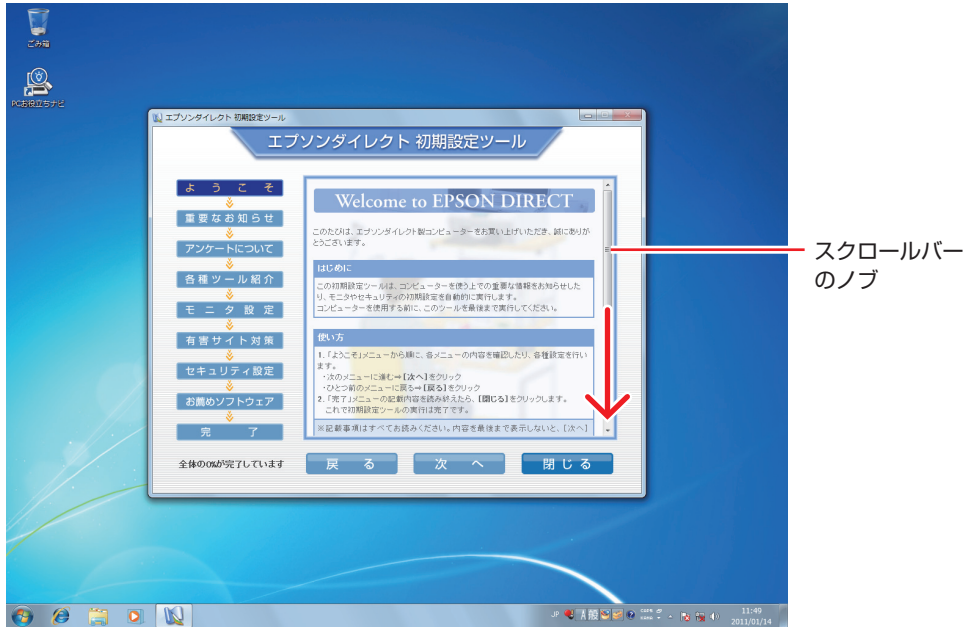 ごみ箱
PCお役立ちナビ
エプソンダイレクト 初期設定ツール
エプソンダイレクト 初期設定ツール
ようこそ
重要なお知らせ
アンケートについて
各種ツール紹介
モニタ設定
有害サイト対策
セキュリティ設定
お薦めソフトウェア
完了
全体の0%が完了しています
Welcome to EPSON DIRECT
このたびは、エプソンダイレクト製コンピューターをお買い上げいただき、誠にありが
とうございます。
はじめに
この初期設定ツールは、コンピューターを使う上での重要な情報をお知らせした
り、モニタやセキュリティの初期設定を自動的に実行します。
コンピューターを使用する前に、このツールを最後まで実行してください。
使い方
1.「ようこそ」メニューから順に、各メニューの内容を確認したり、各種設定を行い
ます。
・次のメニューに進む⇒【次へ】をクリック
・ひとつ前のメニューに戻る⇒【戻る】をクリック
2.「完了」メニューの記載内容を読み終えたら、【閉じる】をクリックします。
これで初期設定ツールの実行は完了です。
※記載事項はすべてお読みください。内容を最後まで表示しないと、【次へ】
戻る
次へ
閉じる
スクロールバー
のノブ
JP
A 般
CAPS
KANA
11:49
2011/01/14